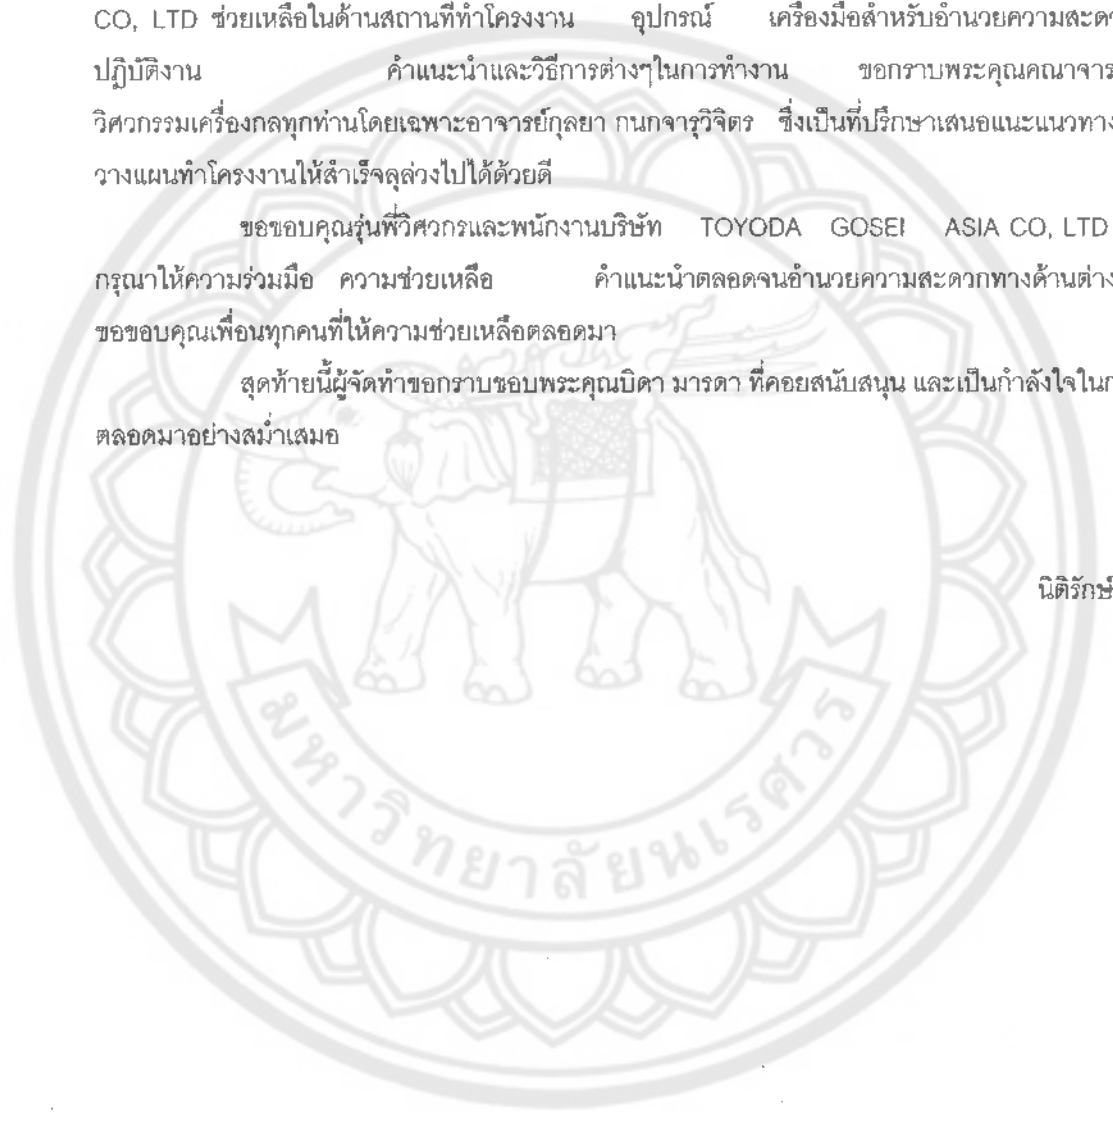 CO, LTD ช่วยเหลือในด้านสถานที่ทำโครงงาน อุปกรณ์ เครื่องมือสำหรับอำนวยความสะด
ปฏิบัติงาน คำแนะนำและวิธีการต่างๆในการทำงาน ขอกราบพระคุณคณาจาร
วิศวกรรมเครื่องกลทุกท่านโดยเฉพาะอาจารย์กุลยา กนกจารุวิจิตร ซึ่งเป็นที่ปรึกษาเสนอแนะแนวทาง
วางแผนทำโครงงานให้สำเร็จลุล่วงไปได้ด้วยดี
ขอขอบคุณรุ่นพี่วิศวกรและพนักงานบริษัท TOYODA GOSEI ASIA CO, LTD
กรุณาให้ความร่วมมือ ความช่วยเหลือ คำแนะนำตลอดจนอำนวยความสะดวกทางด้านต่าง
ขอขอบคุณเพื่อนทุกคนที่ให้ความช่วยเหลือตลอดมา
สุดท้ายนี้ผู้จัดทำขอกราบขอบพระคุณบิดา มารดา ที่คอยสนับสนุน และเป็นกำลังใจในก
ตลอดมาอย่างสม่ำเสมอ
นิติรักษ์
มหาวิทยาลัยนเรศวร